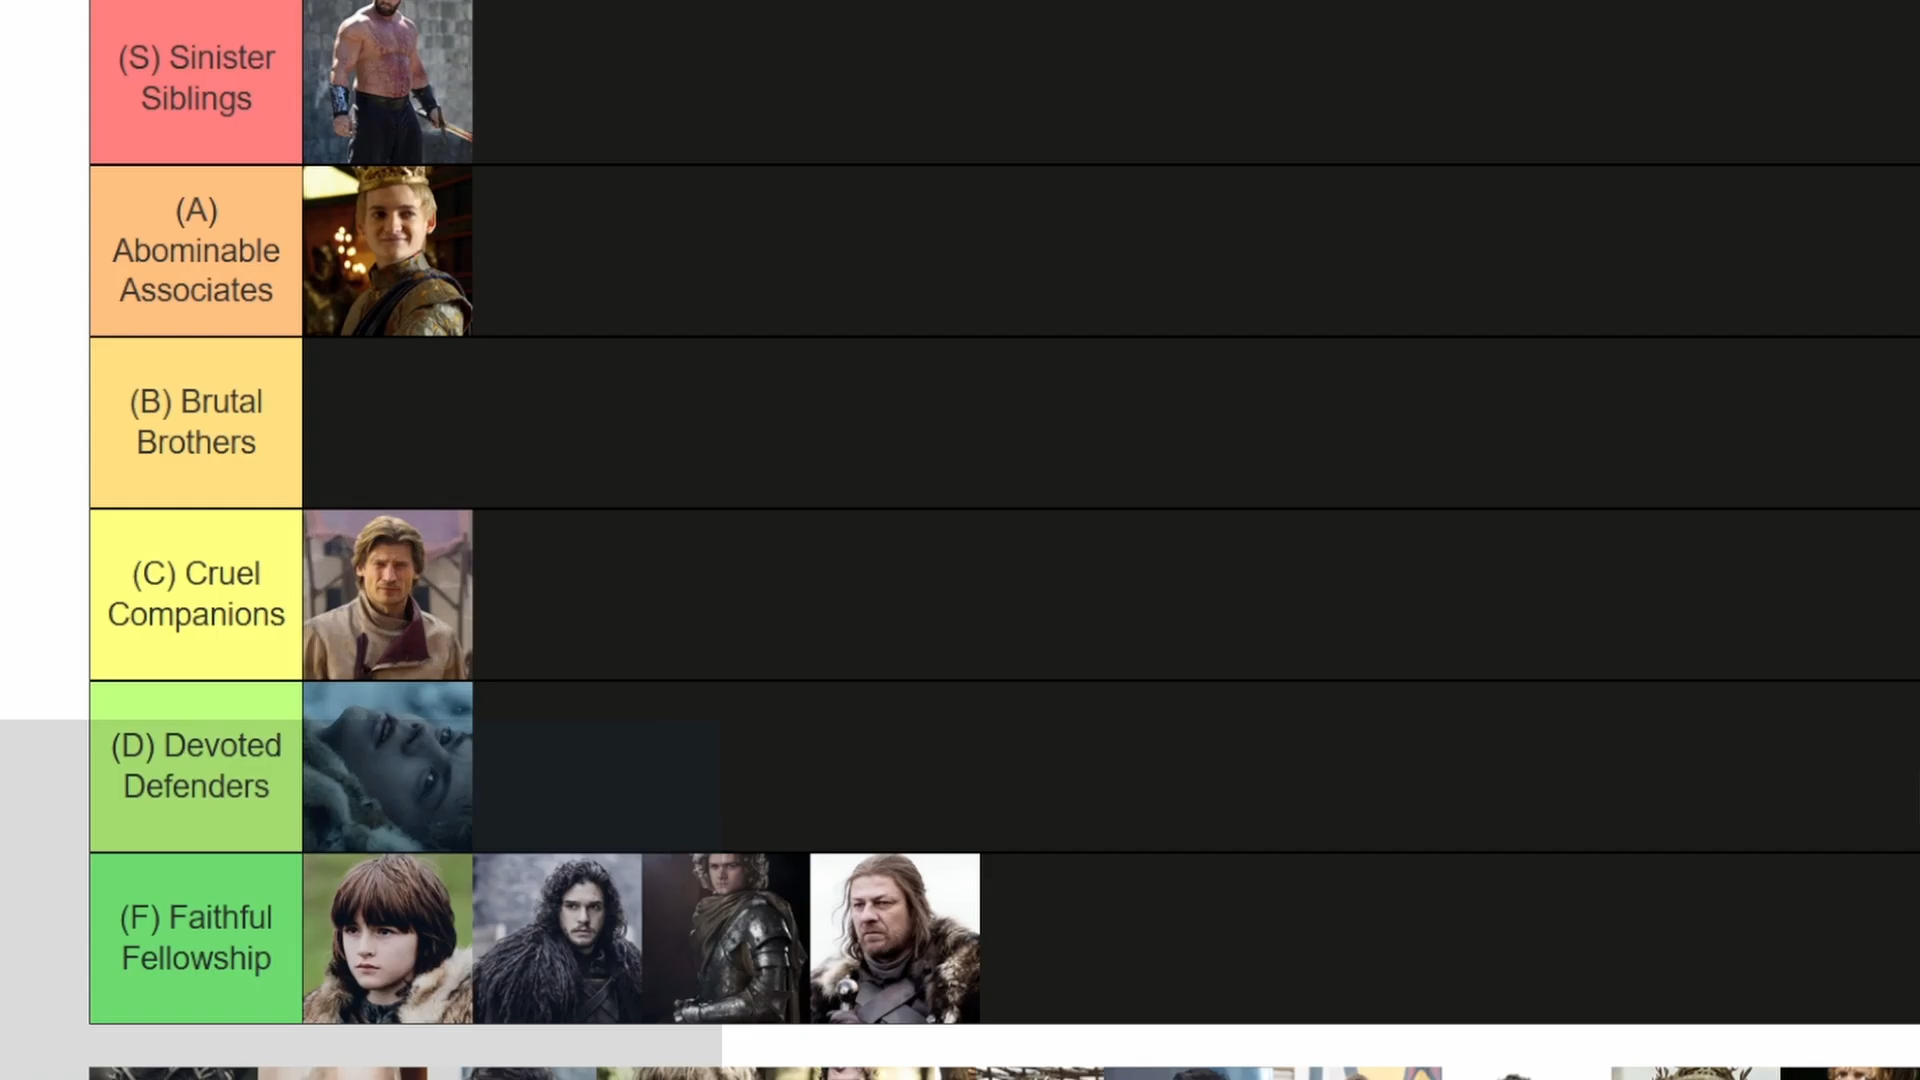 (S) Sinister
Siblings
(A)
Abominable
Associates
(B) Brutal
Brothers
(C) Cruel
Companions
(D) Devoted
Defenders
(F) Faithful
Fellowship